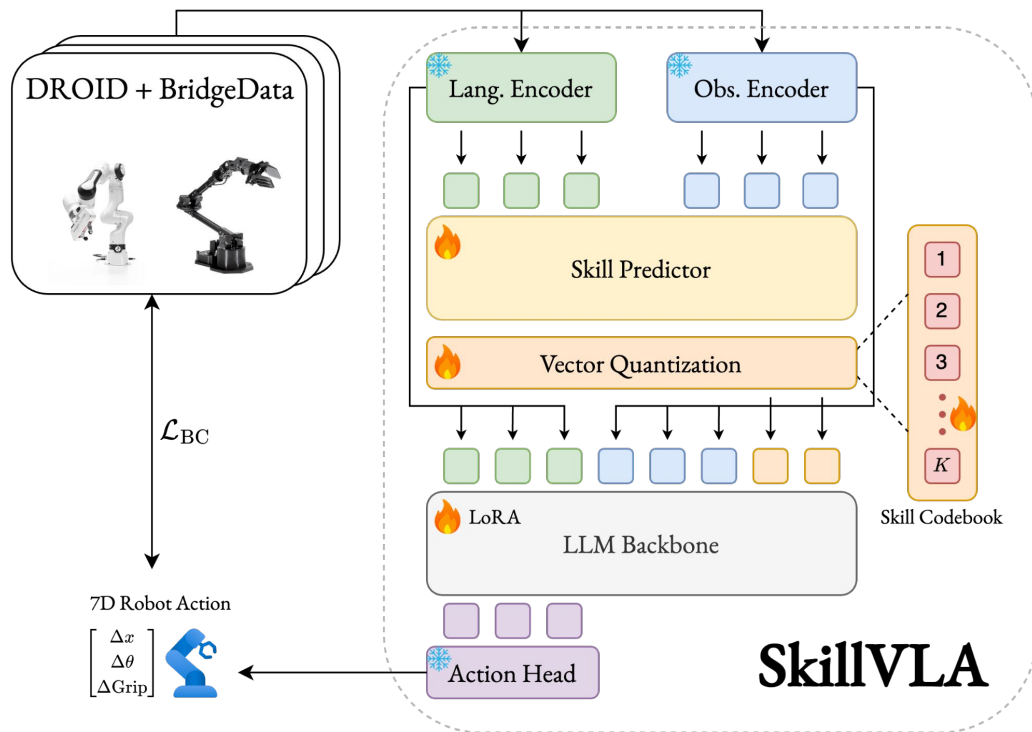 DROID + BridgeData
Lang. Encoder
Obs. Encoder
Skill Predictor
Vector Quantization
1
2
3
K
Skill Codebook
LoRA
LLM Backbone
Action Head
SkillVLA
ℒBC
7D Robot Action
Δx
Δθ
ΔGrip